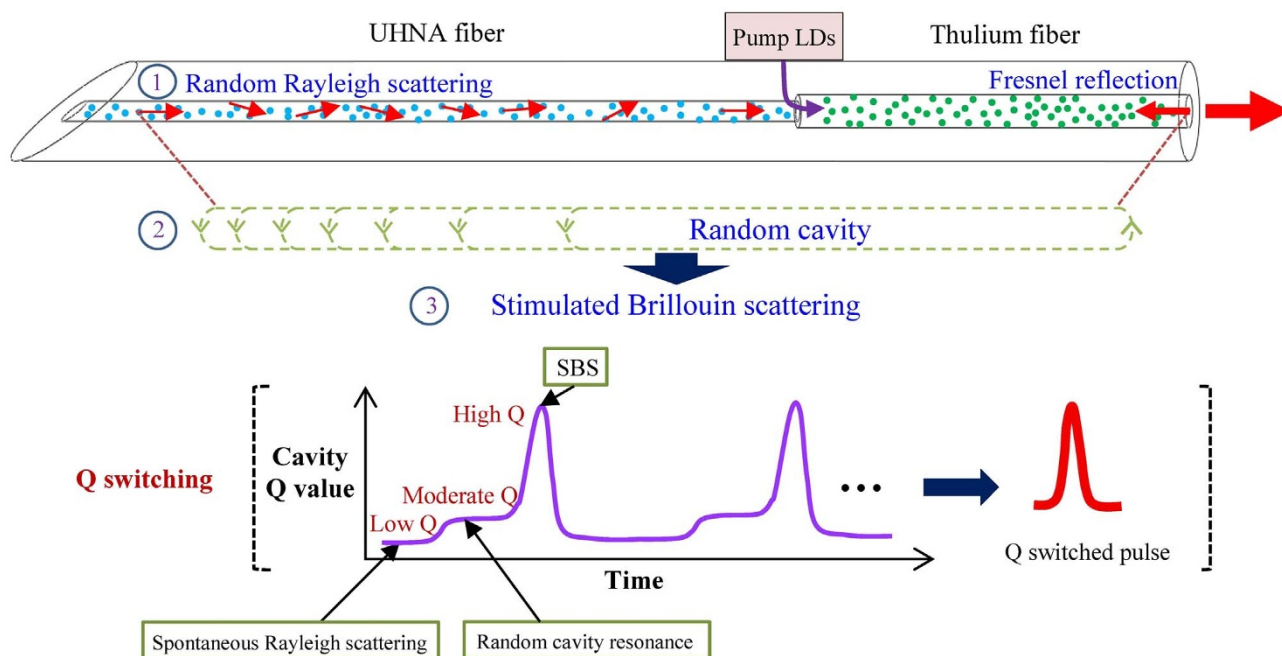 UHNA fiber
Pump LDs
Thulium fiber
1 Random Rayleigh scattering
Fresnel reflection
2
Random cavity
3 Stimulated Brillouin scattering
SBS
High Q
Q switching
Cavity
Q value
Moderate Q
Low Q
...
Time
Q switched pulse
Spontaneous Rayleigh scattering
Random cavity resonance